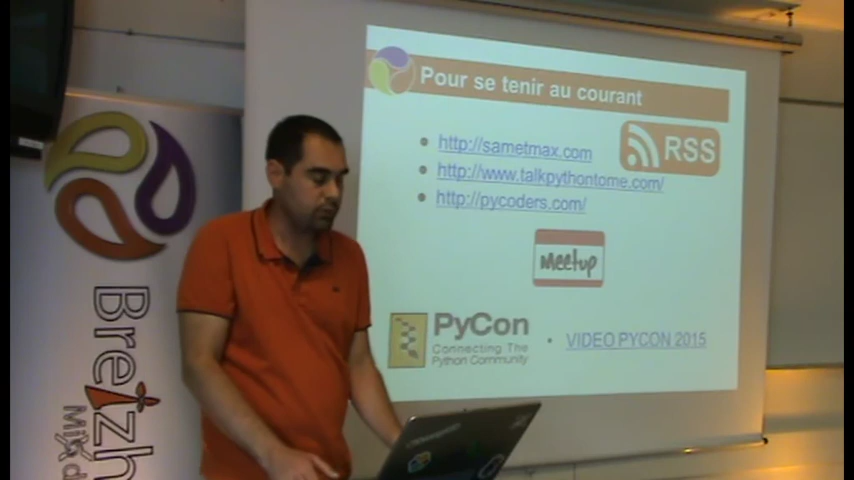 Pour se tenir au courant
http://sametmax.com
RSS
http://www.talkpythontome.com/
http://pycoders.com/
Meetup
PyCon
Connecting The
Python Community
VIDEO PYCON 2015
Breizh
Mix d